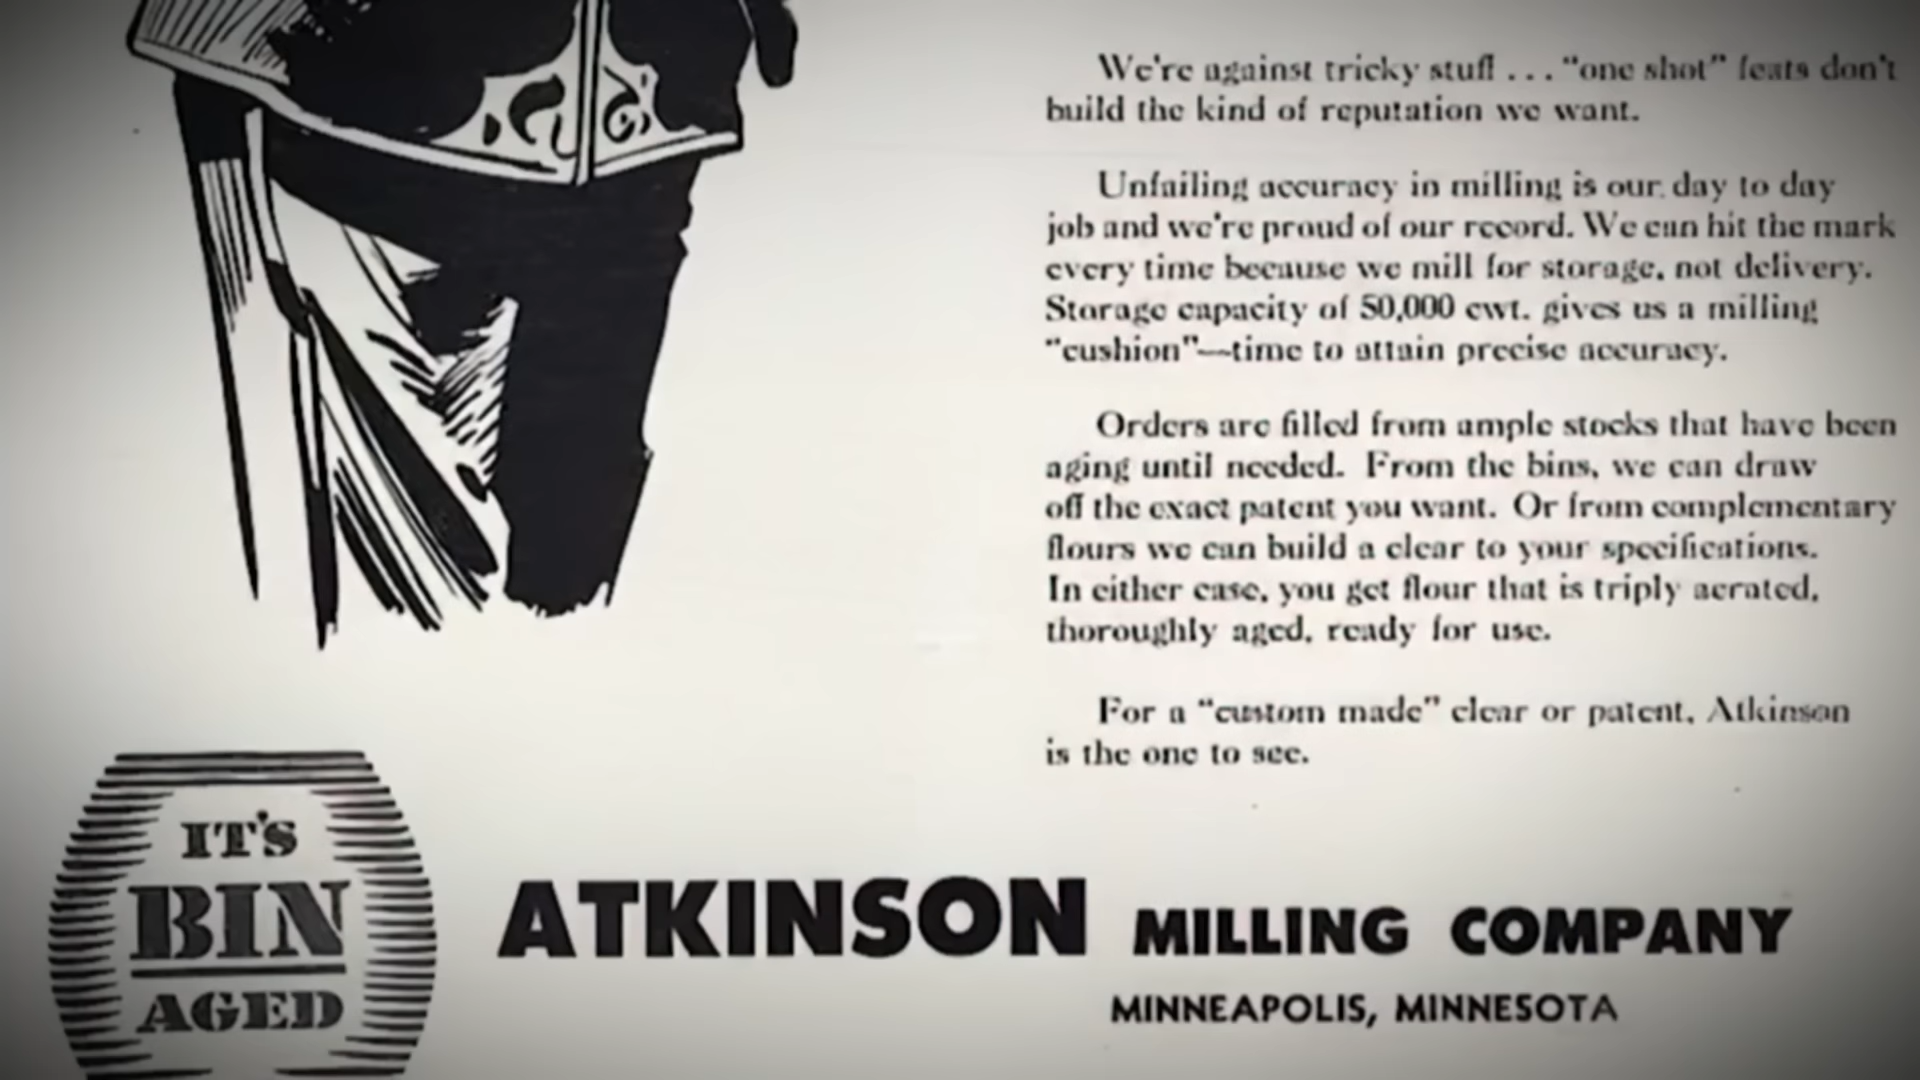 We're against tricky stuff . . . "one shot" feats don't
build the kind of reputation we want.
Unfailing accuracy in milling is our day to day
job and we're proud of our record. We can hit the mark
every time because we mill for storage, not delivery.
Storage capacity of 50,000 cwt. gives us a milling
"cushion"—time to attain precise accuracy.
Orders are filled from ample stocks that have been
aging until needed. From the bins, we can draw
off the exact patent you want. Or from complementary
flours we can build a clear to your specifications.
In either case, you get flour that is triply aerated,
thoroughly aged, ready for use.
For a "custom made" clear or patent, Atkinson
is the one to see.
IT'S
BIN
AGED
ATKINSON MILLING COMPANY
MINNEAPOLIS, MINNESOTA